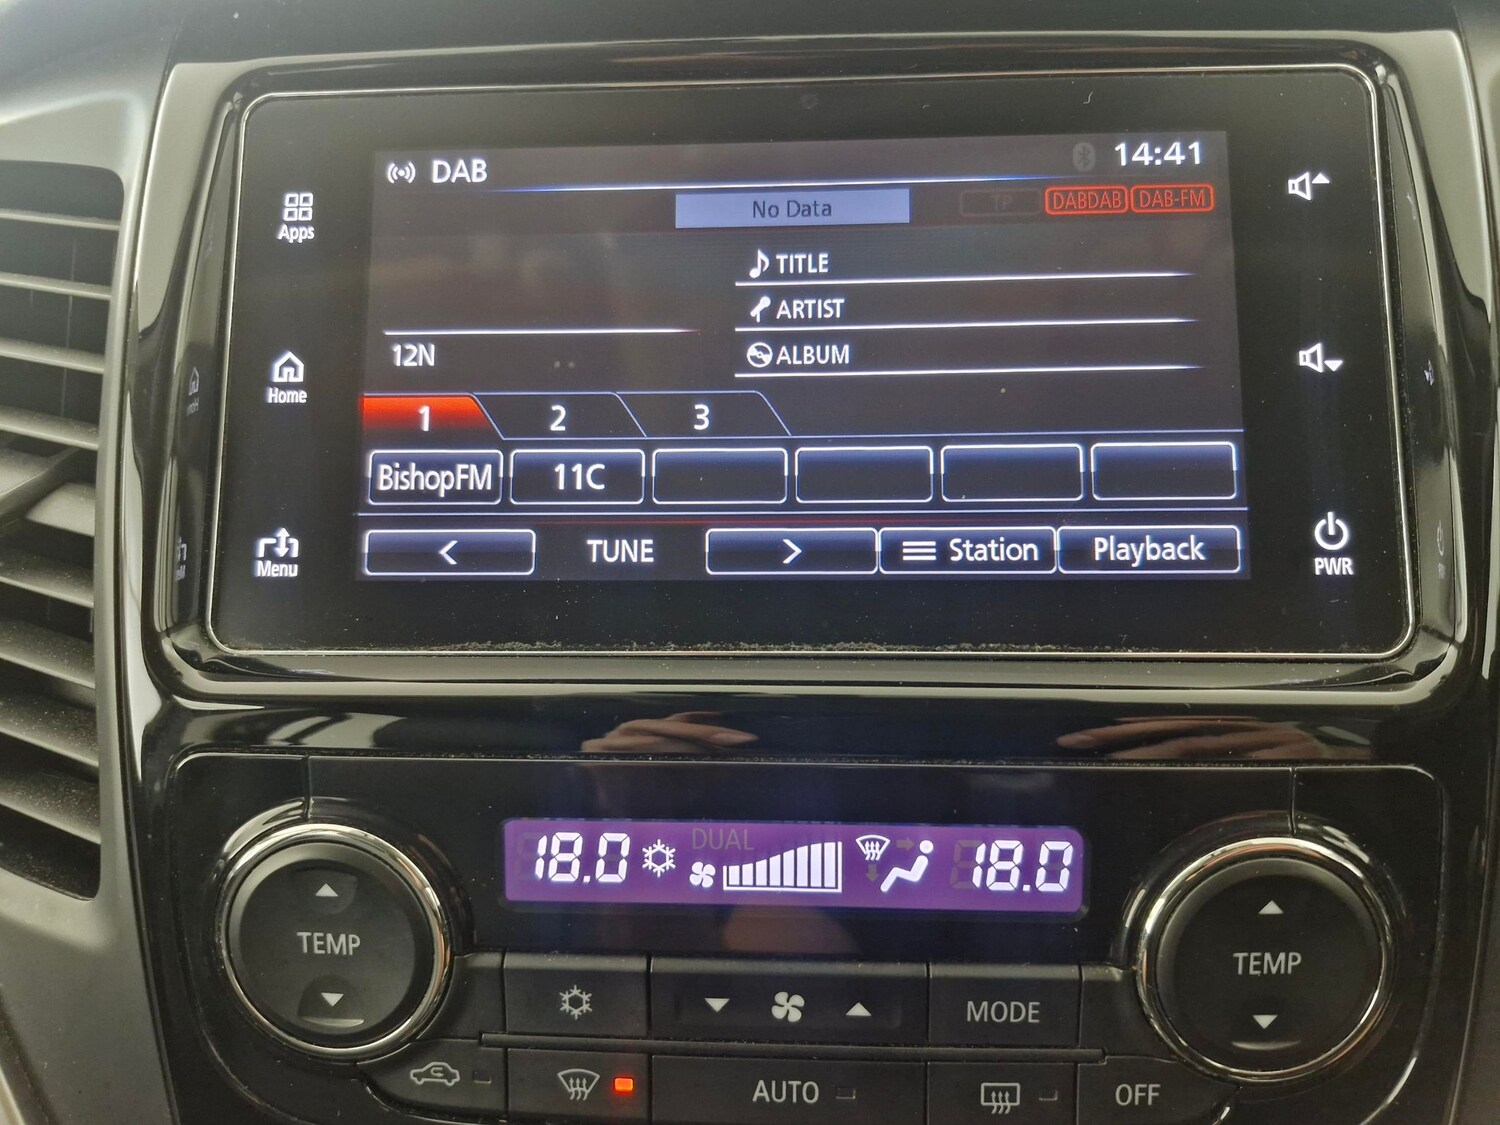 DAB
14:41
No Data
TP
DABDAB
DAB-FM
Apps
TITLE
ARTIST
12N
ALBUM
Home
1
2
3
BishopFM
11C
Menu
TUNE
Station
Playback
PWR
18.0
DUAL
18.0
TEMP
TEMP
MODE
AUTO
OFF